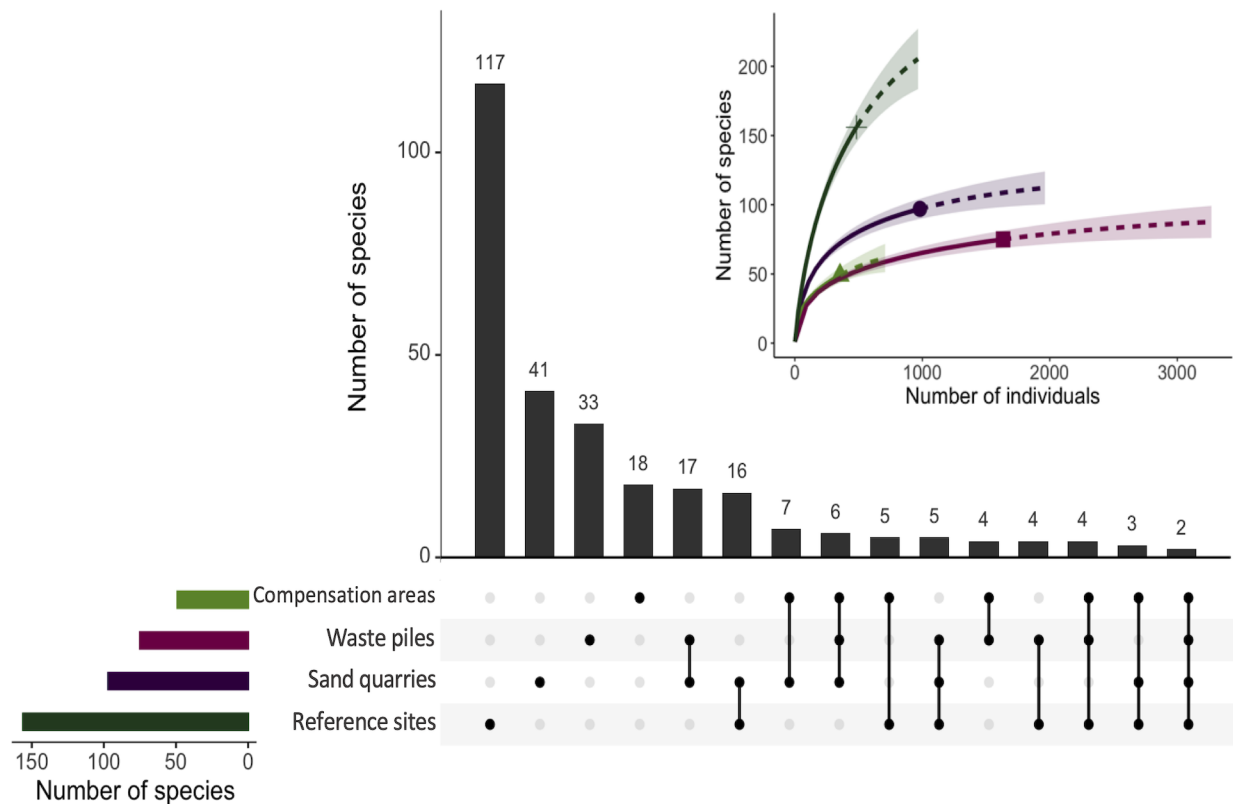 Number of species
100
50
0
117
41
33
18
17
16
7
6
5
5
4
4
4
3
2
Number of species
200
150
100
50
0
0 1000 2000 3000
Number of individuals
Compensation areas
Waste piles
Sand quarries
Reference sites
150 100 50 0
Number of species